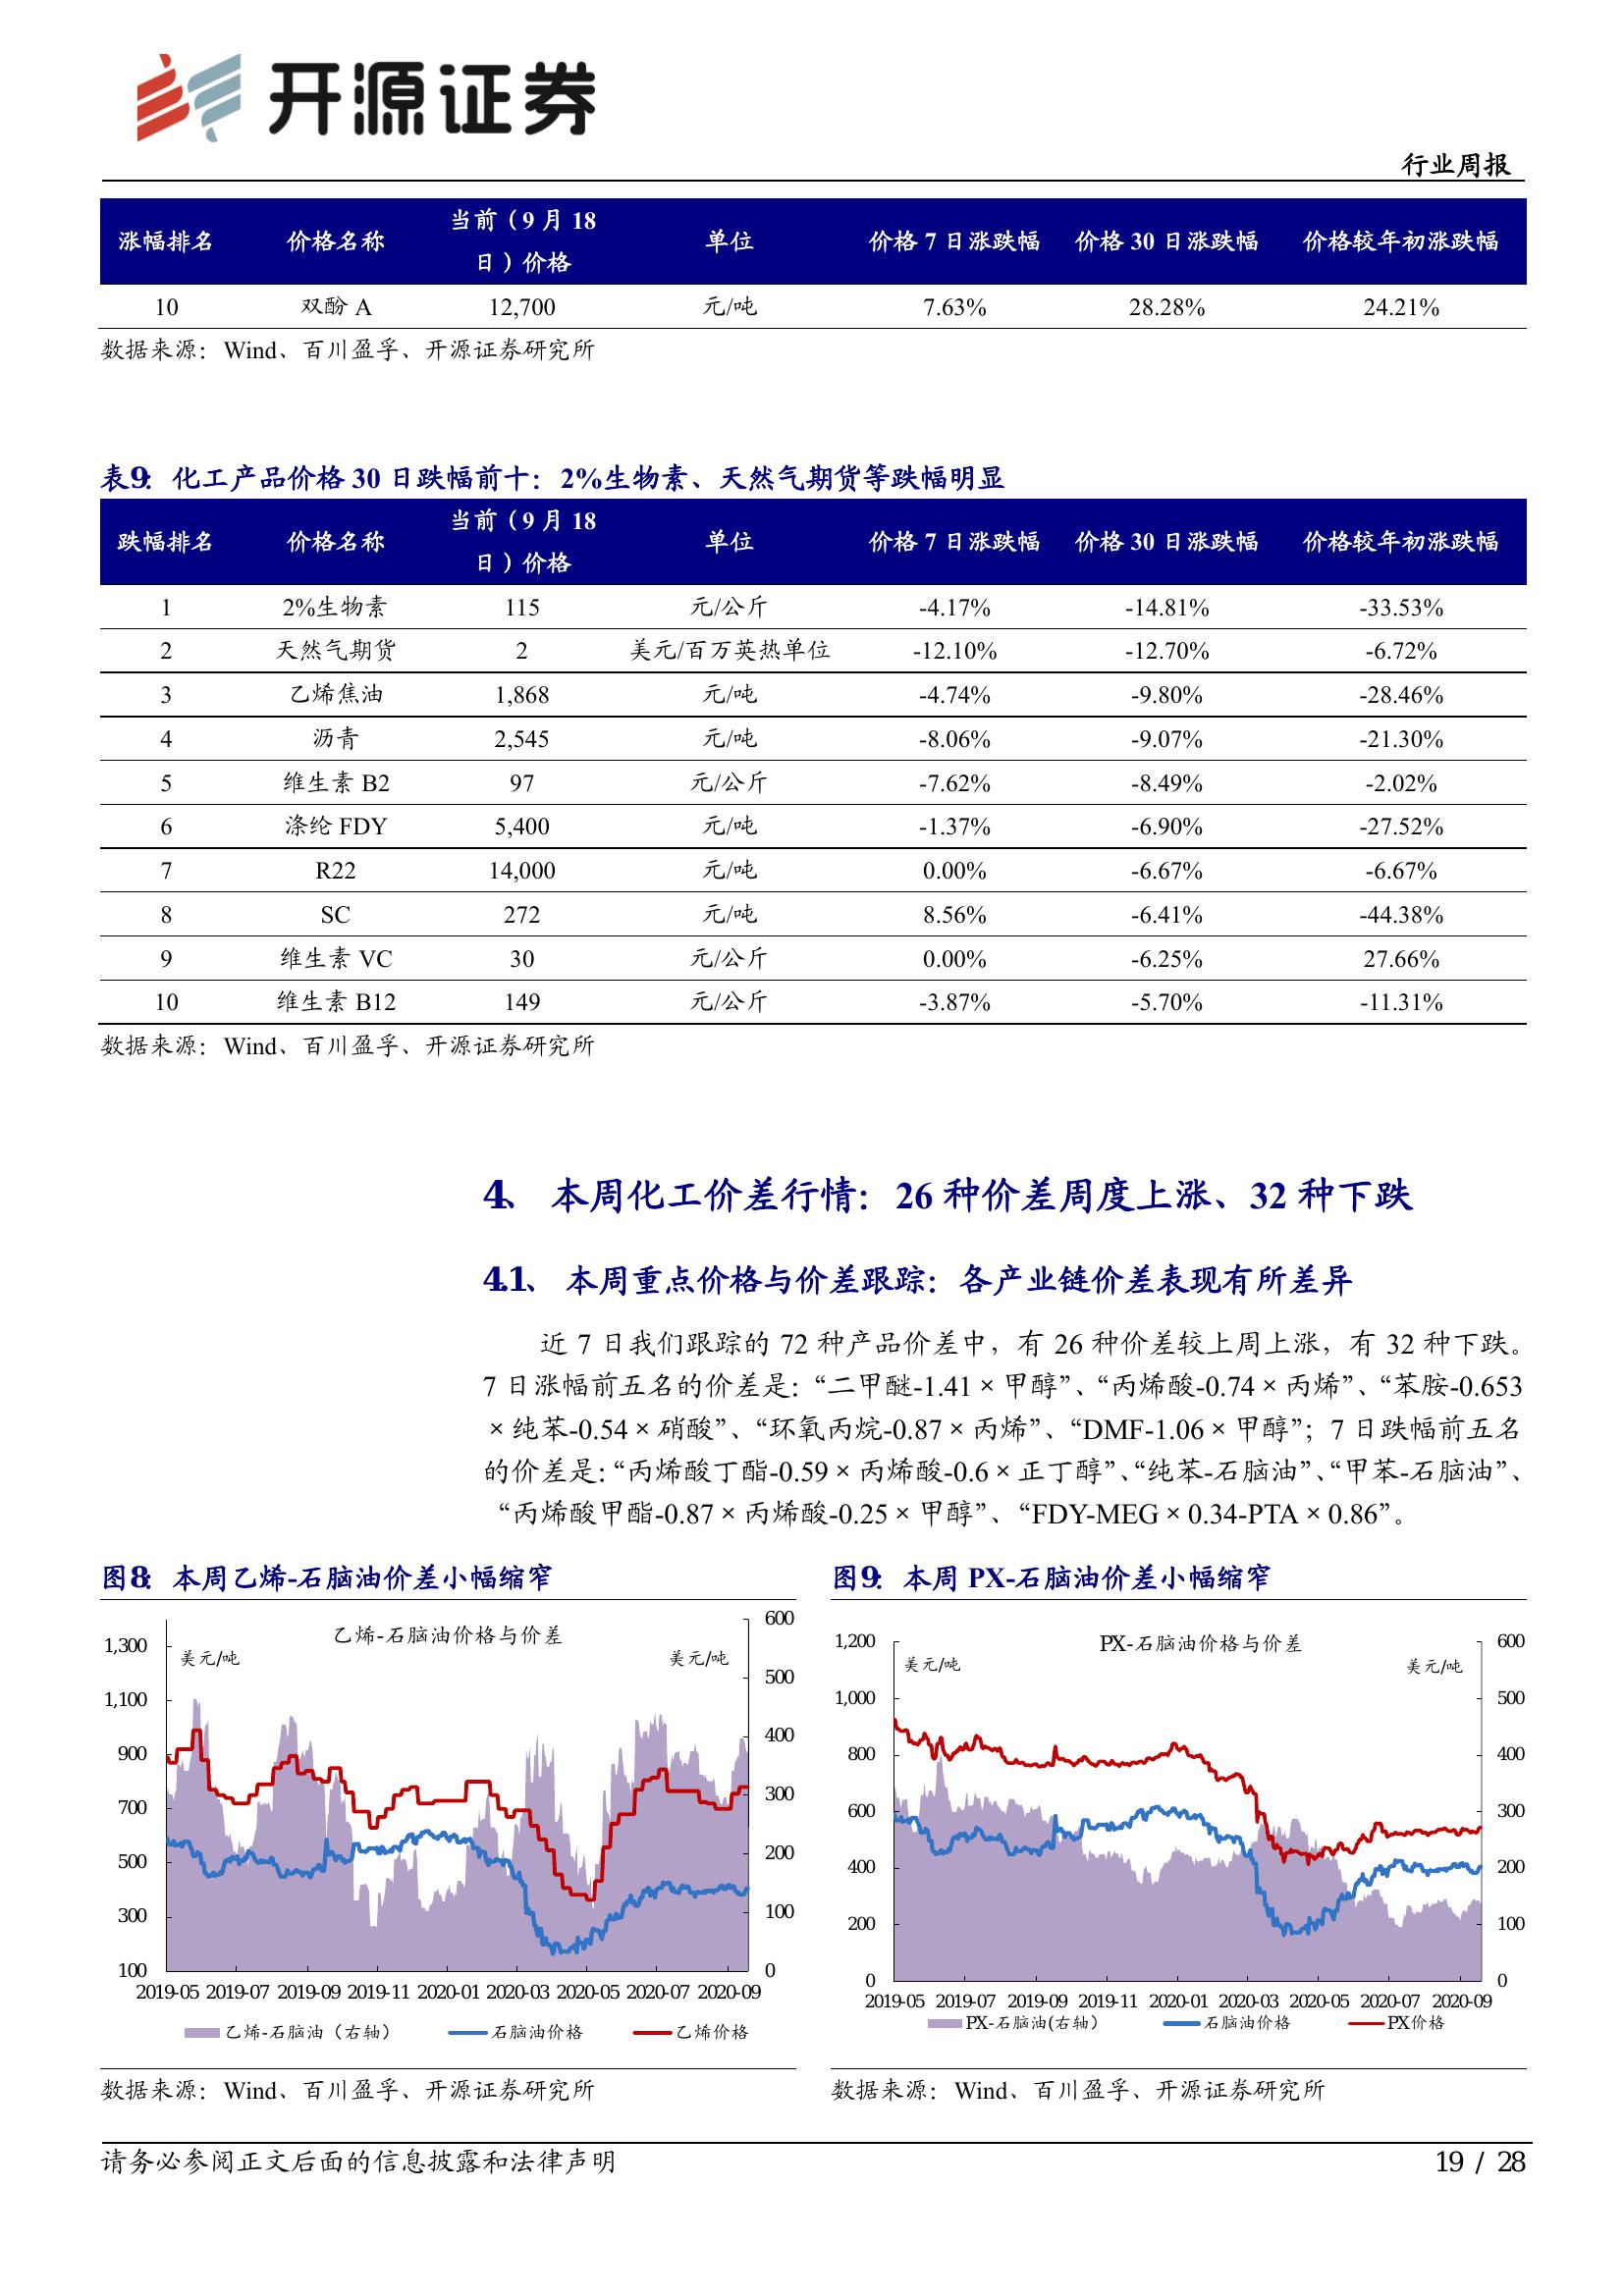 开源证券
行业周报
涨幅排名 价格名称 当前（9月18日）价格 单位 价格7日涨跌幅 价格30日涨跌幅 价格较年初涨跌幅
10 双酚A 12,700 元/吨 7.63% 28.28% 24.21%
数据来源：Wind、百川盈孚、开源证券研究所
表9：化工产品价格30日跌幅前十：2%生物素、天然气期货等跌幅明显
跌幅排名 价格名称 当前（9月18日）价格 单位 价格7日涨跌幅 价格30日涨跌幅 价格较年初涨跌幅
1 2%生物素 115 元/公斤 -4.17% -14.81% -33.53%
2 天然气期货 2 美元/百万英热单位 -12.10% -12.70% -6.72%
3 乙烯焦油 1,868 元/吨 -4.74% -9.80% -28.46%
4 沥青 2,545 元/吨 -8.06% -9.07% -21.30%
5 维生素B2 97 元/公斤 -7.62% -8.49% -2.02%
6 涤纶FDY 5,400 元/吨 -1.37% -6.90% -27.52%
7 R22 14,000 元/吨 0.00% -6.67% -6.67%
8 SC 272 元/吨 8.56% -6.41% -44.38%
9 维生素VC 30 元/公斤 0.00% -6.25% 27.66%
10 维生素B12 149 元/公斤 -3.87% -5.70% -11.31%
数据来源：Wind、百川盈孚、开源证券研究所
4、 本周化工价差行情：26种价差周度上涨、32种下跌
4.1、 本周重点价格与价差跟踪：各产业链价差表现有所差异
近7日我们跟踪的72种产品价差中，有26种价差较上周上涨，有32种下跌。
7日涨幅前五名的价差是：“二甲醚-1.41×甲醇”、“丙烯酸-0.74×丙烯”、“苯胺-0.653
×纯苯-0.54×硝酸”、“环氧丙烷-0.87×丙烯”、“DMF-1.06×甲醇”；7日跌幅前五名
的价差是：“丙烯酸丁酯-0.59×丙烯酸-0.6×正丁醇”、“纯苯-石脑油”、“甲苯-石脑油”、
“丙烯酸甲酯-0.87×丙烯酸-0.25×甲醇”、“FDY-MEG×0.34-PTA×0.86”。
图8：本周乙烯-石脑油价差小幅缩窄
乙烯-石脑油价格与价差
美元/吨 美元/吨
1,300
1,100
900
700
500
300
100
600
500
400
300
200
100
0
2019-05 2019-07 2019-09 2019-11 2020-01 2020-03 2020-05 2020-07 2020-09
乙烯-石脑油（右轴） 石脑油价格 乙烯价格
数据来源：Wind、百川盈孚、开源证券研究所
图9：本周PX-石脑油价差小幅缩窄
PX-石脑油价格与价差
美元/吨 美元/吨
1,200
1,000
800
600
400
200
0
600
500
400
300
200
100
0
2019-05 2019-07 2019-09 2019-11 2020-01 2020-03 2020-05 2020-07 2020-09
PX-石脑油(右轴） 石脑油价格 PX价格
数据来源：Wind、百川盈孚、开源证券研究所
请务必参阅正文后面的信息披露和法律声明
19 / 28